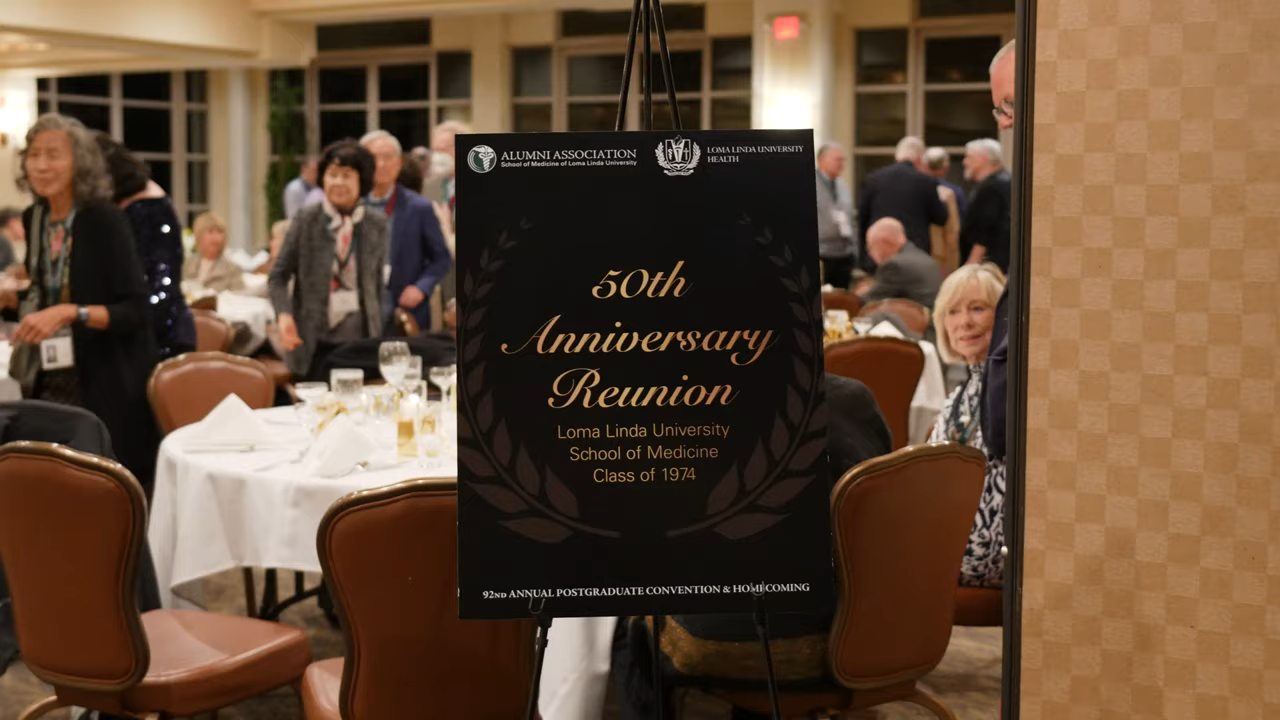 ALUMNI ASSOCIATION
School of Medicine of Loma Linda University
LOMA LINDA UNIVERSITY
HEALTH
50th
Anniversary
Reunion
Loma Linda University
School of Medicine
Class of 1974
92ND ANNUAL POSTGRADUATE CONVENTION & HOMECOMING